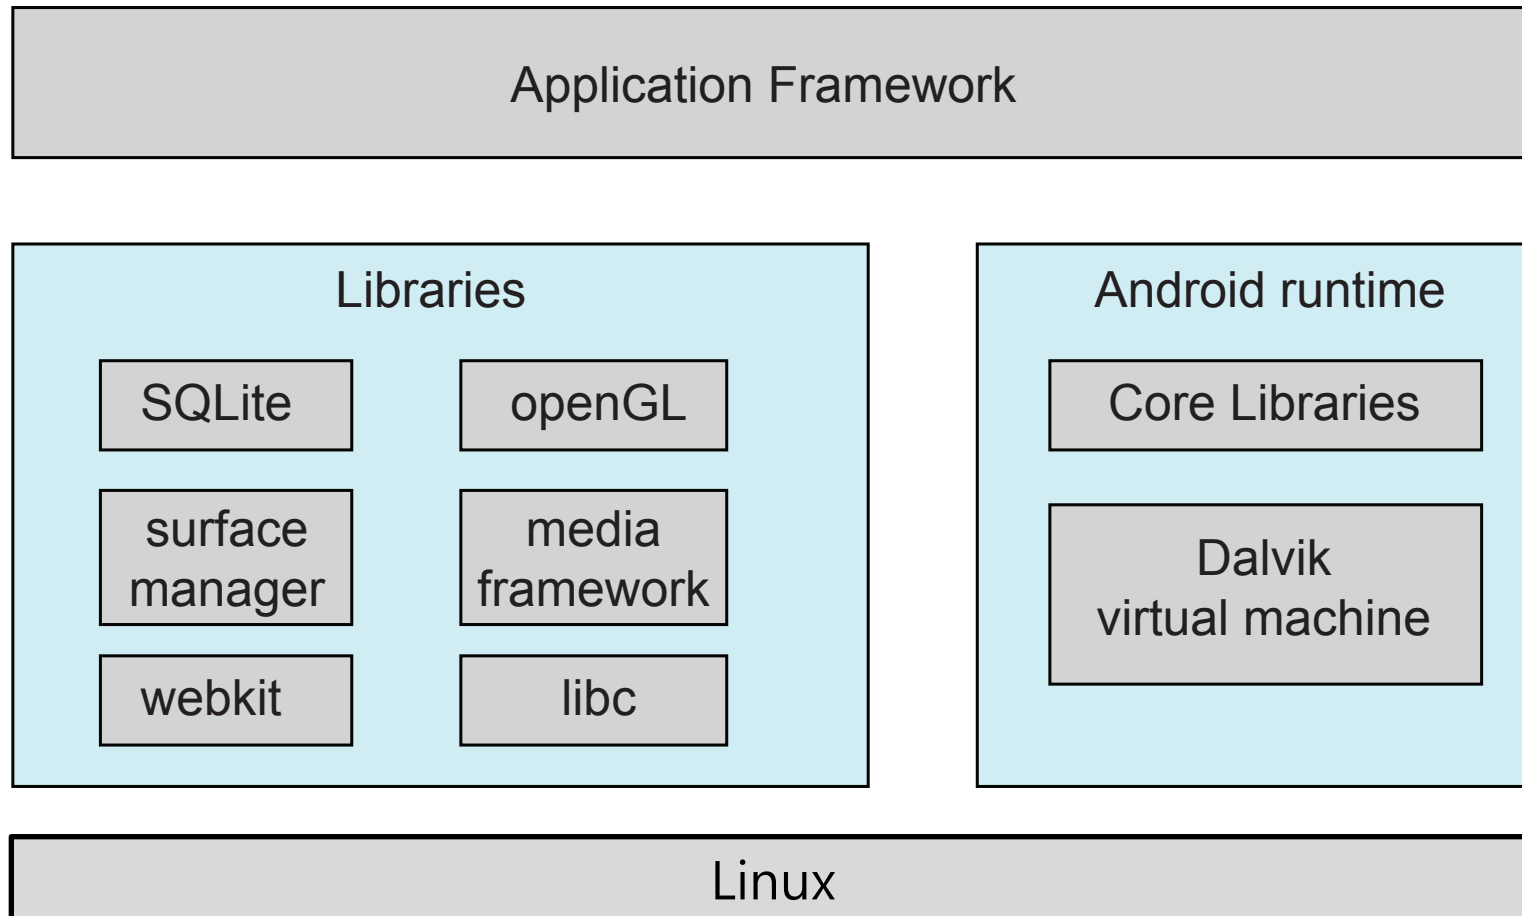 Application Framework
Libraries
SQLite
openGL
surface
manager
media
framework
webkit
libc
Android runtime
Core Libraries
Dalvik
virtual machine
Linux